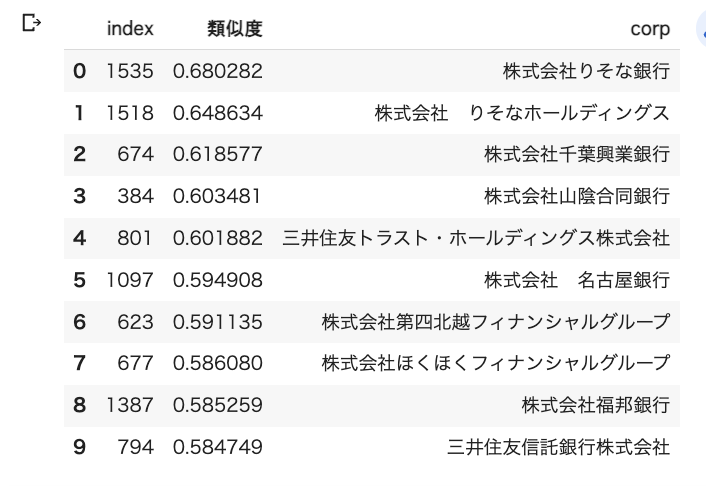 index 類似度 corp
0 1535 0.680282 株式会社りそな銀行
1 1518 0.648634 株式会社　りそなホールディングス
2 674 0.618577 株式会社千葉興業銀行
3 384 0.603481 株式会社山陰合同銀行
4 801 0.601882 三井住友トラスト・ホールディングス株式会社
5 1097 0.594908 株式会社　名古屋銀行
6 623 0.591135 株式会社第四北越フィナンシャルグループ
7 677 0.586080 株式会社ほくほくフィナンシャルグループ
8 1387 0.585259 株式会社福邦銀行
9 794 0.584749 三井住友信託銀行株式会社